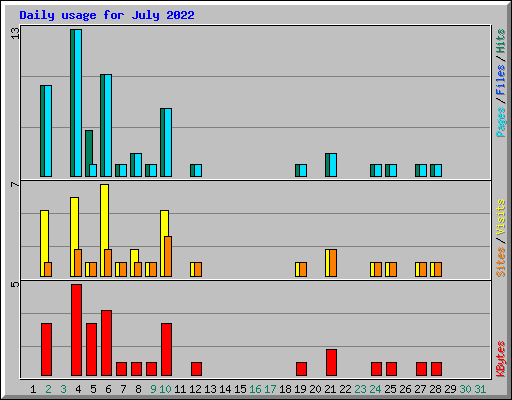 Daily usage for July 2022
13
Pages / Files / Hits
7
Sites / Visits
5
KBytes
1 2 3 4 5 6 7 8 9 10 11 12 13 14 15 16 17 18 19 20 21 22 23 24 25 26 27 28 29 30 31